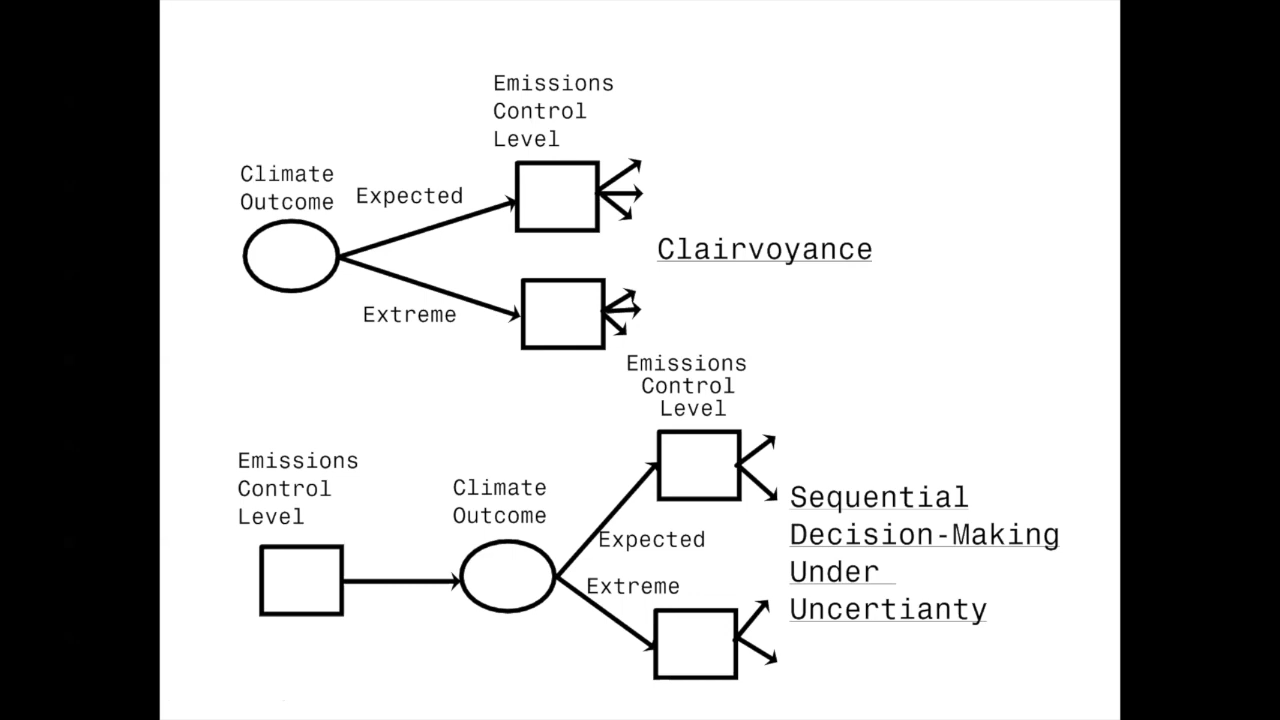 Emissions
Control
Level
Climate
Outcome
Expected
Clairvoyance
Extreme
Emissions
Control
Level
Emissions
Control
Level
Climate
Outcome
Expected
Extreme
Sequential
Decision-Making
Under
Uncertianty